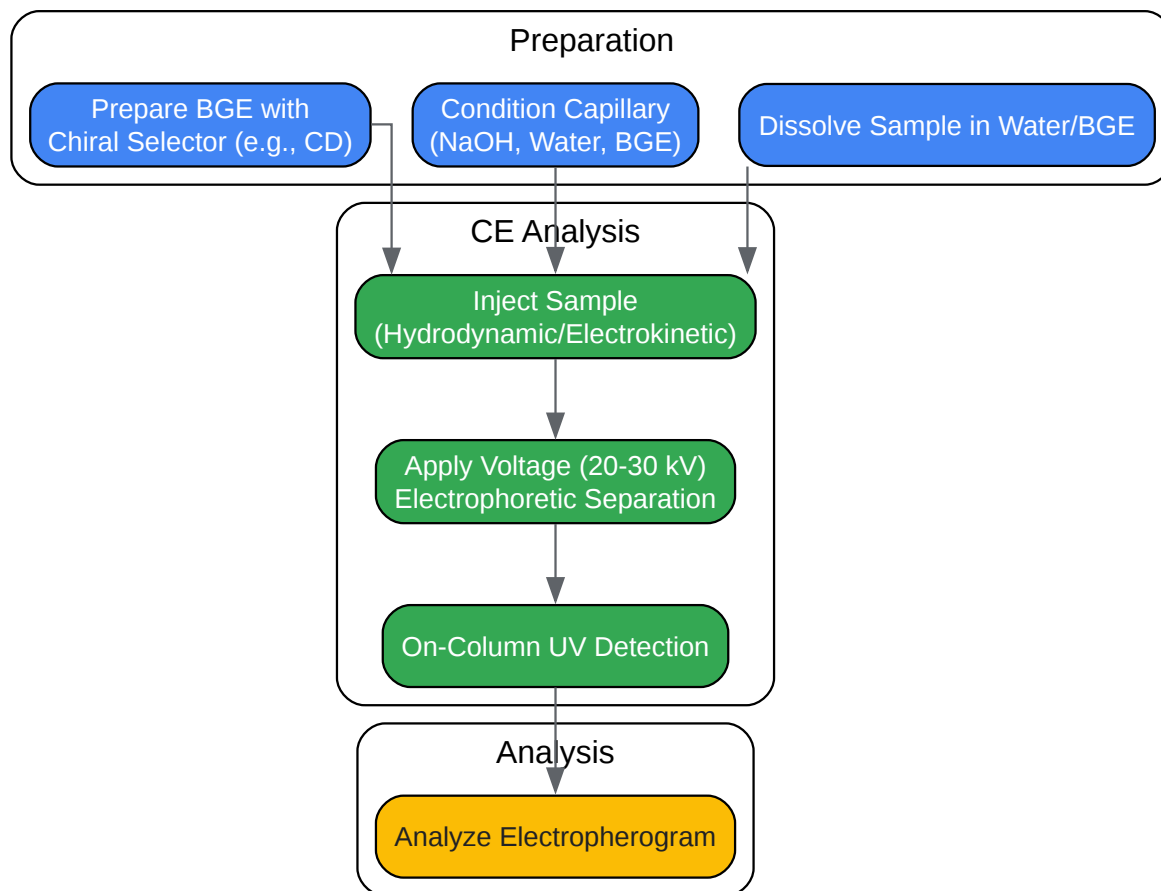 Preparation
Prepare BGE with
Chiral Selector (e.g., CD)
Condition Capillary
(NaOH, Water, BGE)
Dissolve Sample in Water/BGE
CE Analysis
Inject Sample
(Hydrodynamic/Electrokinetic)
Apply Voltage (20-30 kV)
Electrophoretic Separation
On-Column UV Detection
Analysis
Analyze Electropherogram